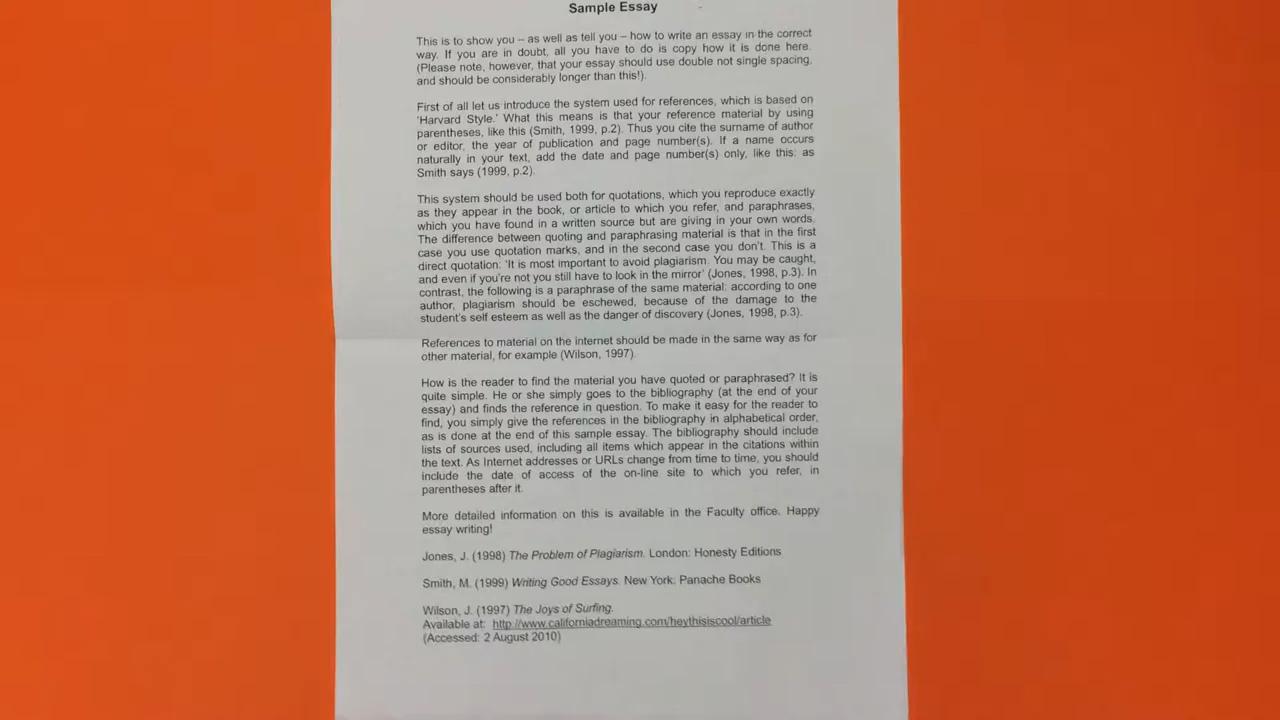 Sample Essay
This is to show you – as well as tell you – how to write an essay in the correct
way. If you are in doubt, all you have to do is copy how it is done here.
(Please note, however, that your essay should use double not single spacing,
and should be considerably longer than this!).
First of all let us introduce the system used for references, which is based on
'Harvard Style.' What this means is that your reference material by using
parentheses, like this (Smith, 1999, p.2). Thus you cite the surname of author
or editor, the year of publication and page number(s). If a name occurs
naturally in your text, add the date and page number(s) only, like this: as
Smith says (1999, p.2).
This system should be used both for quotations, which you reproduce exactly
as they appear in the book, or article to which you refer, and paraphrases,
which you have found in a written source but are giving in your own words.
The difference between quoting and paraphrasing material is that in the first
case you use quotation marks, and in the second case you don't. This is a
direct quotation: 'It is most important to avoid plagiarism. You may be caught,
and even if you're not you still have to look in the mirror' (Jones, 1998, p.3). In
contrast, the following is a paraphrase of the same material: according to one
author, plagiarism should be eschewed, because of the damage to the
student's self esteem as well as the danger of discovery (Jones, 1998, p.3).
References to material on the internet should be made in the same way as for
other material, for example (Wilson, 1997).
How is the reader to find the material you have quoted or paraphrased? It is
quite simple. He or she simply goes to the bibliography (at the end of your
essay) and finds the reference in question. To make it easy for the reader to
find, you simply give the references in the bibliography in alphabetical order,
as is done at the end of this sample essay. The bibliography should include
lists of sources used, including all items which appear in the citations within
the text. As Internet addresses or URLs change from time to time, you should
include the date of access of the on-line site to which you refer, in
parentheses after it.
More detailed information on this is available in the Faculty office. Happy
essay writing!
Jones, J. (1998) The Problem of Plagiarism. London: Honesty Editions
Smith, M. (1999) Writing Good Essays. New York: Panache Books
Wilson, J. (1997) The Joys of Surfing.
Available at: http://www.californiadreaming.com/heythisiscool/article
(Accessed: 2 August 2010)